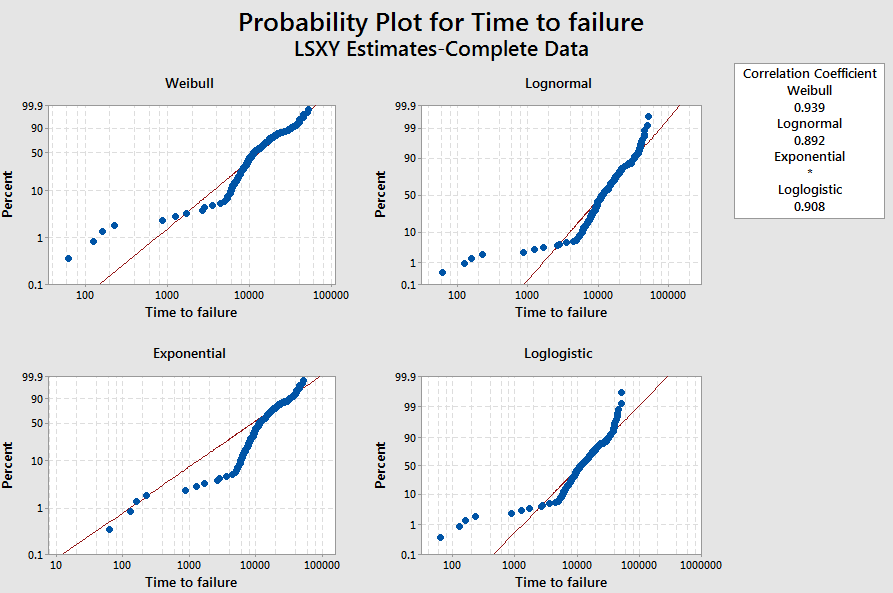 Probability Plot for Time to failure
LSXY Estimates-Complete Data
Weibull
99.9
90
50
10
1
0.1
Percent
100
1000
10000
100000
Time to failure
Lognormal
99.9
99
90
50
10
1
0.1
Percent
100
1000
10000
100000
Time to failure
Correlation Coefficient
Weibull
0.939
Lognormal
0.892
Exponential
*
Loglogistic
0.908
Exponential
99.9
90
50
10
1
0.1
Percent
10
100
1000
10000
100000
Time to failure
Loglogistic
99.9
99
90
50
10
1
0.1
Percent
100
1000
10000
100000
1000000
Time to failure